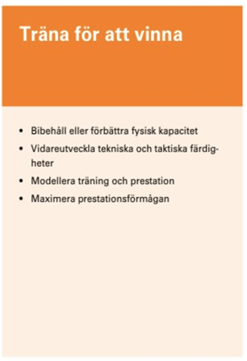 Träna för att vinna
• Bibehåll eller förbättra fysisk kapacitet
• Vidareutveckla tekniska och taktiska färdig-
heter
• Modellera träning och prestation
• Maximera prestationsförmågan